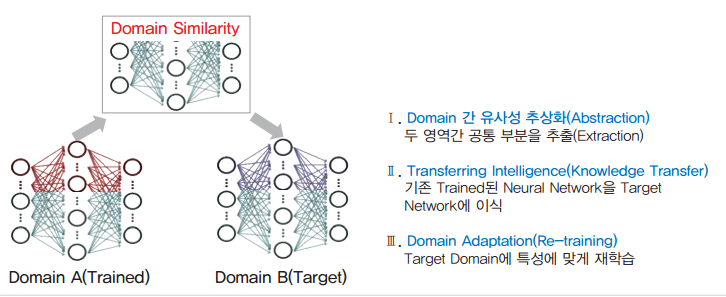 Domain Similarity
Domain A(Trained)
Domain B(Target)
Ⅰ. Domain 간 유사성 추상화(Abstraction)
두 영역간 공통 부분을 추출(Extraction)
Ⅱ. Transferring Intelligence(Knowledge Transfer)
기존 Trained된 Neural Network을 Target
Network에 이식
Ⅲ. Domain Adaptation(Re-training)
Target Domain에 특성에 맞게 재학습